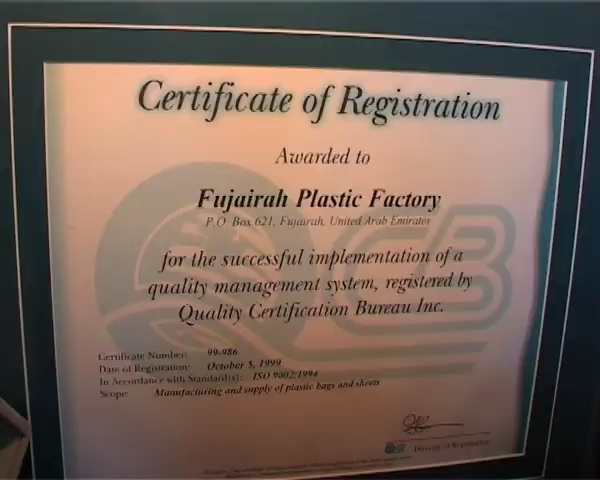 Certificate of Registration
Awarded to
Fujairah Plastic Factory
P.O. Box 621, Fujairah, United Arab Emirates
for the successful implementation of a
quality management system, registered by
Quality Certification Bureau Inc.
QCB
Certificate Number: 99-986
Date of Registration: October 5, 1999
In Accordance with Standard(s): ISO 9002:1994
Scope: Manufacturing and supply of plastic bags and sheets
Director of Registration